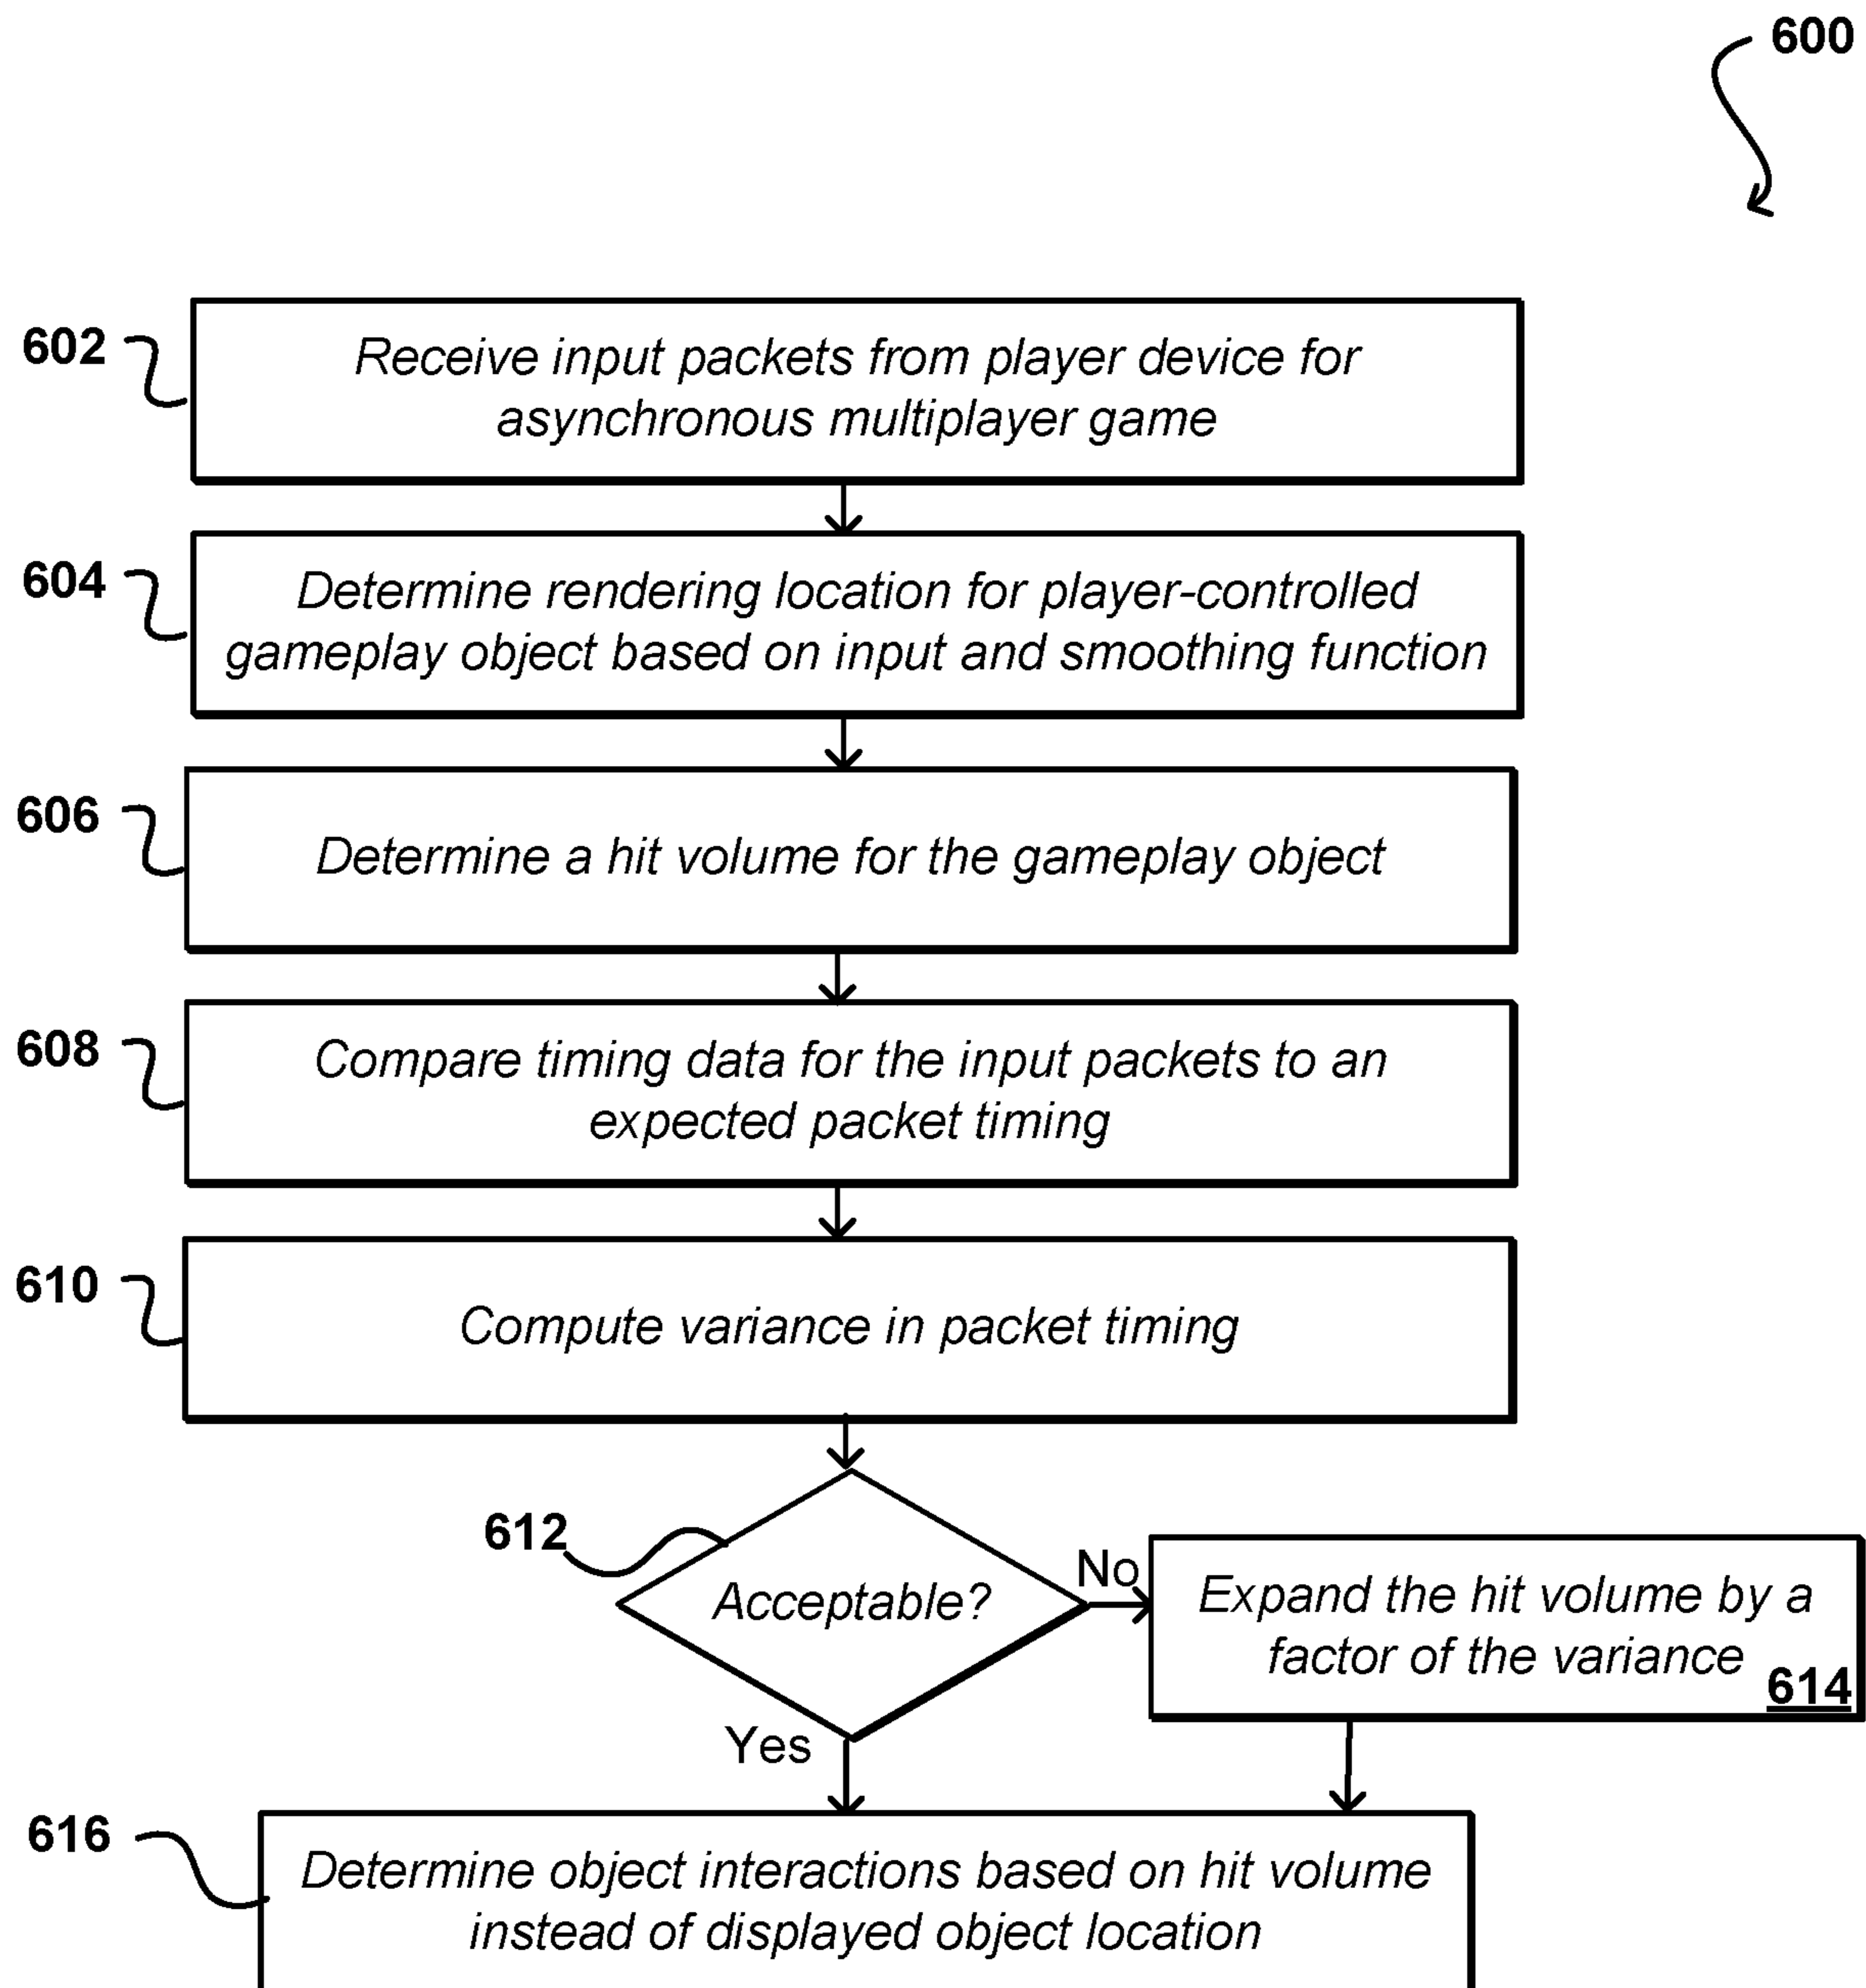 600
602
Receive input packets from player device for
asynchronous multiplayer game
604
Determine rendering location for player-controlled
gameplay object based on input and smoothing function
606
Determine a hit volume for the gameplay object
608
Compare timing data for the input packets to an
expected packet timing
610
Compute variance in packet timing
612
Acceptable?
No
Expand the hit volume by a
factor of the variance
614
Yes
616
Determine object interactions based on hit volume
instead of displayed object location